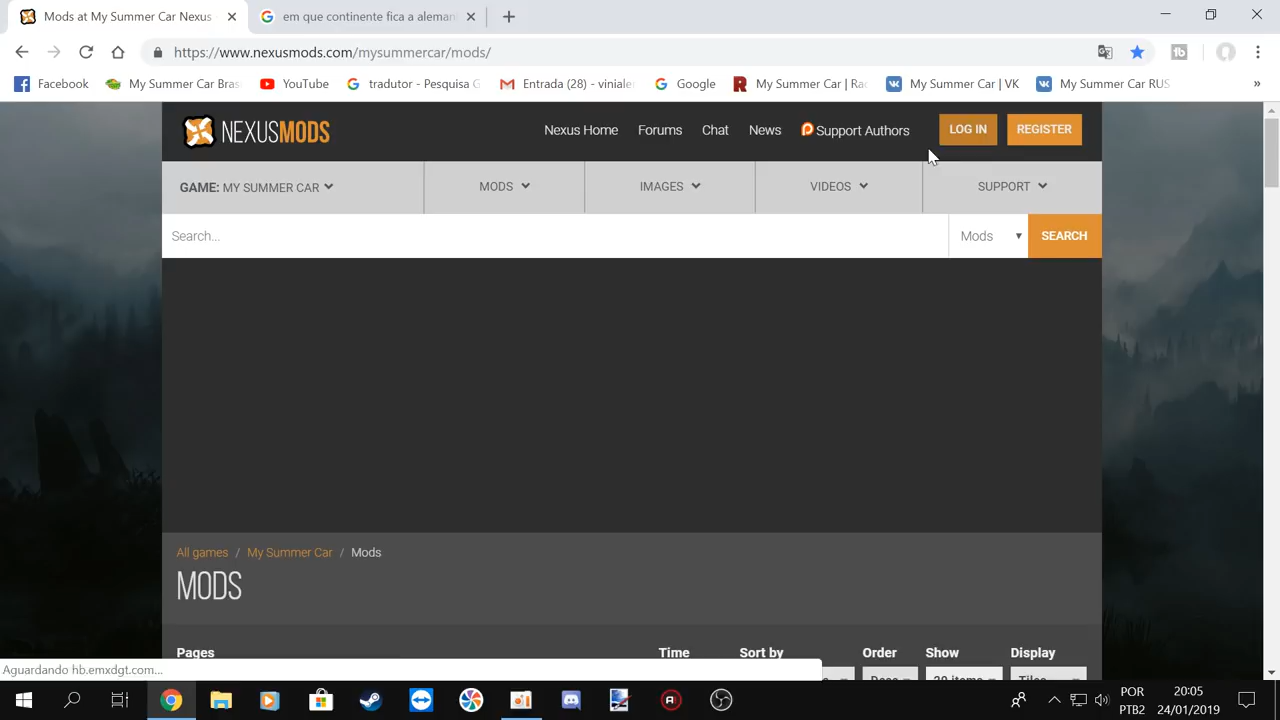 Mods at My Summer Car Nexus -
em que continente fica a aleman
https://www.nexusmods.com/mysummercar/mods/
Facebook My Summer Car Bras YouTube tradutor - Pesquisa G Entrada (28) - viniale Google My Summer Car | Ra My Summer Car | VK My Summer Car RUS »
NEXUSMODS Nexus Home Forums Chat News Support Authors LOG IN REGISTER
GAME: MY SUMMER CAR MODS IMAGES VIDEOS SUPPORT
Search... Mods SEARCH
All games / My Summer Car / Mods
MODS
Pages Time Sort by Order Show Display
20 items Tiles
Aguardando hb.emxdgt.com...
POR 20:05
PTB2 24/01/2019